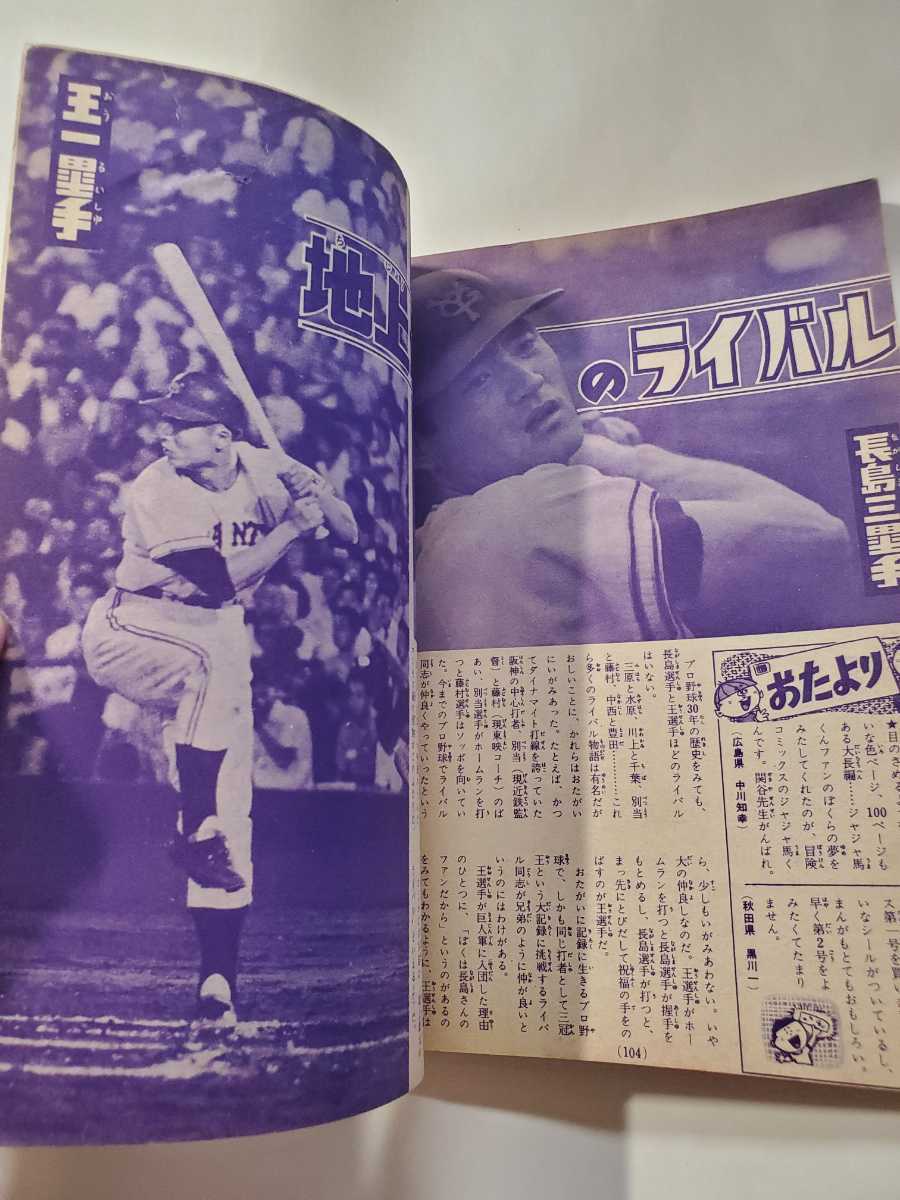 王一塁手
おう
るいしゆ
地上
のライバル
長島三塁手
プロ野球30年の歴史をみても、
長島選手と王選手ほどのライバル
はいない。
三原と水原、川上と千葉、別当
と藤村、中西と豊田…………これ
ら多くのライバル物語は有名だが
おしいことに、かれらはおたがい
にいがみあった。たとえば、かつ
てダイナマイト打線を誇っていた
阪神の中心打者、別当（現近鉄監
督）と藤村（現東映コーチ）のば
あい、別当選手がホームランを打
つと藤村選手はソッポを向いてい
た。今までのプロ野球でライバル
同志が仲良くやっていったという
ら、少しもいがみあわない。いや
大の仲良しなのだ。王選手がホー
ムランを打つと長島選手が握手を
もとめるし、長島選手が打つと、
まっ先にとびだして祝福の手をの
ばすのが王選手だ。
おたがいに記録に生きるプロ野
球で、しかも同じ打者として三冠
王という大記録に挑戦するライバ
ル同志が兄弟のように仲が良いと
いうのにはわけがある。
王選手が巨人軍に入団した理由
のひとつに、「ぼくは長島さんの
ファンだから」というのがあるの
をみてもわかるように、王選手は
(104)
おたより
いな色ページ、100ページも
ある大長編……ジャジャ馬
くんファンのぼくらの夢を
みたしてくれたのが、冒険
コミックスのジャジャ馬く
んです。関谷先生がんばれ。
（広島県 中川知幸）
ス第一号を買い
いなシールがついているし、
まんがもとてもおもしろい。
早く第2号をよ
みたくてたまり
ません。
（秋田県 黒川一